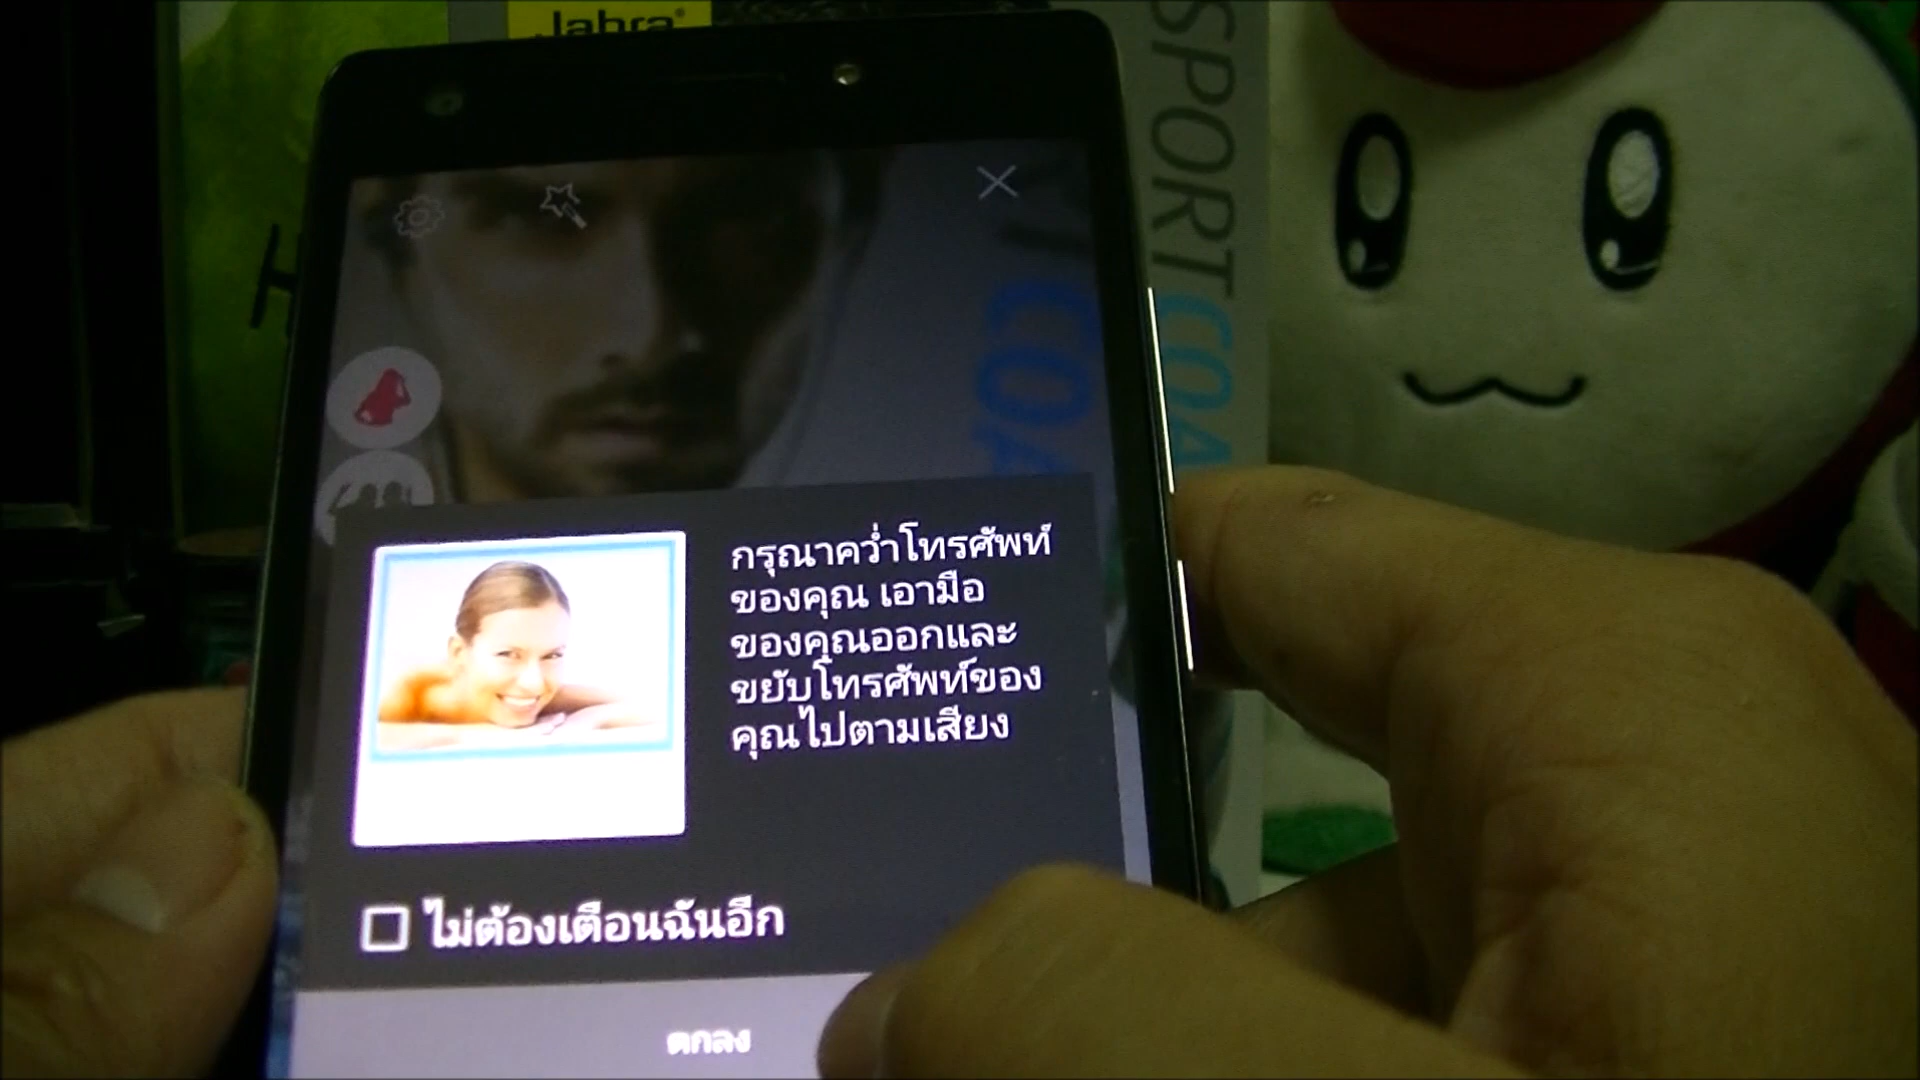 Jabra
SPORT COA
COA
กรุณาคว่ำโทรศัพท์
ของคุณ เอามือ
ของคุณออกและ
ขยับโทรศัพท์ของ
คุณไปตามเสียง
ไม่ต้องเตือนฉันอีก
ตกลง